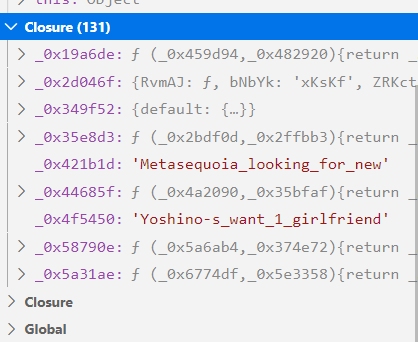 this: Object
Closure (131)
_0x19a6de: ƒ (_0x459d94,_0x482920){return _
_0x2d046f: {RvmAJ: ƒ, bNbYk: 'xKsKf', ZRKct
_0x349f52: {default: {…}}
_0x35e8d3: ƒ (_0x2bdf0d,_0x2ffbb3){return _
_0x421b1d: 'Metasequoia_looking_for_new'
_0x44685f: ƒ (_0x4a2090,_0x35bfaf){return _
_0x4f5450: 'Yoshino-s_want_1_girlfriend'
_0x58790e: ƒ (_0x5a6ab4,_0x374e72){return _
_0x5a31ae: ƒ (_0x6774df,_0x5e3358){return _
Closure
Global